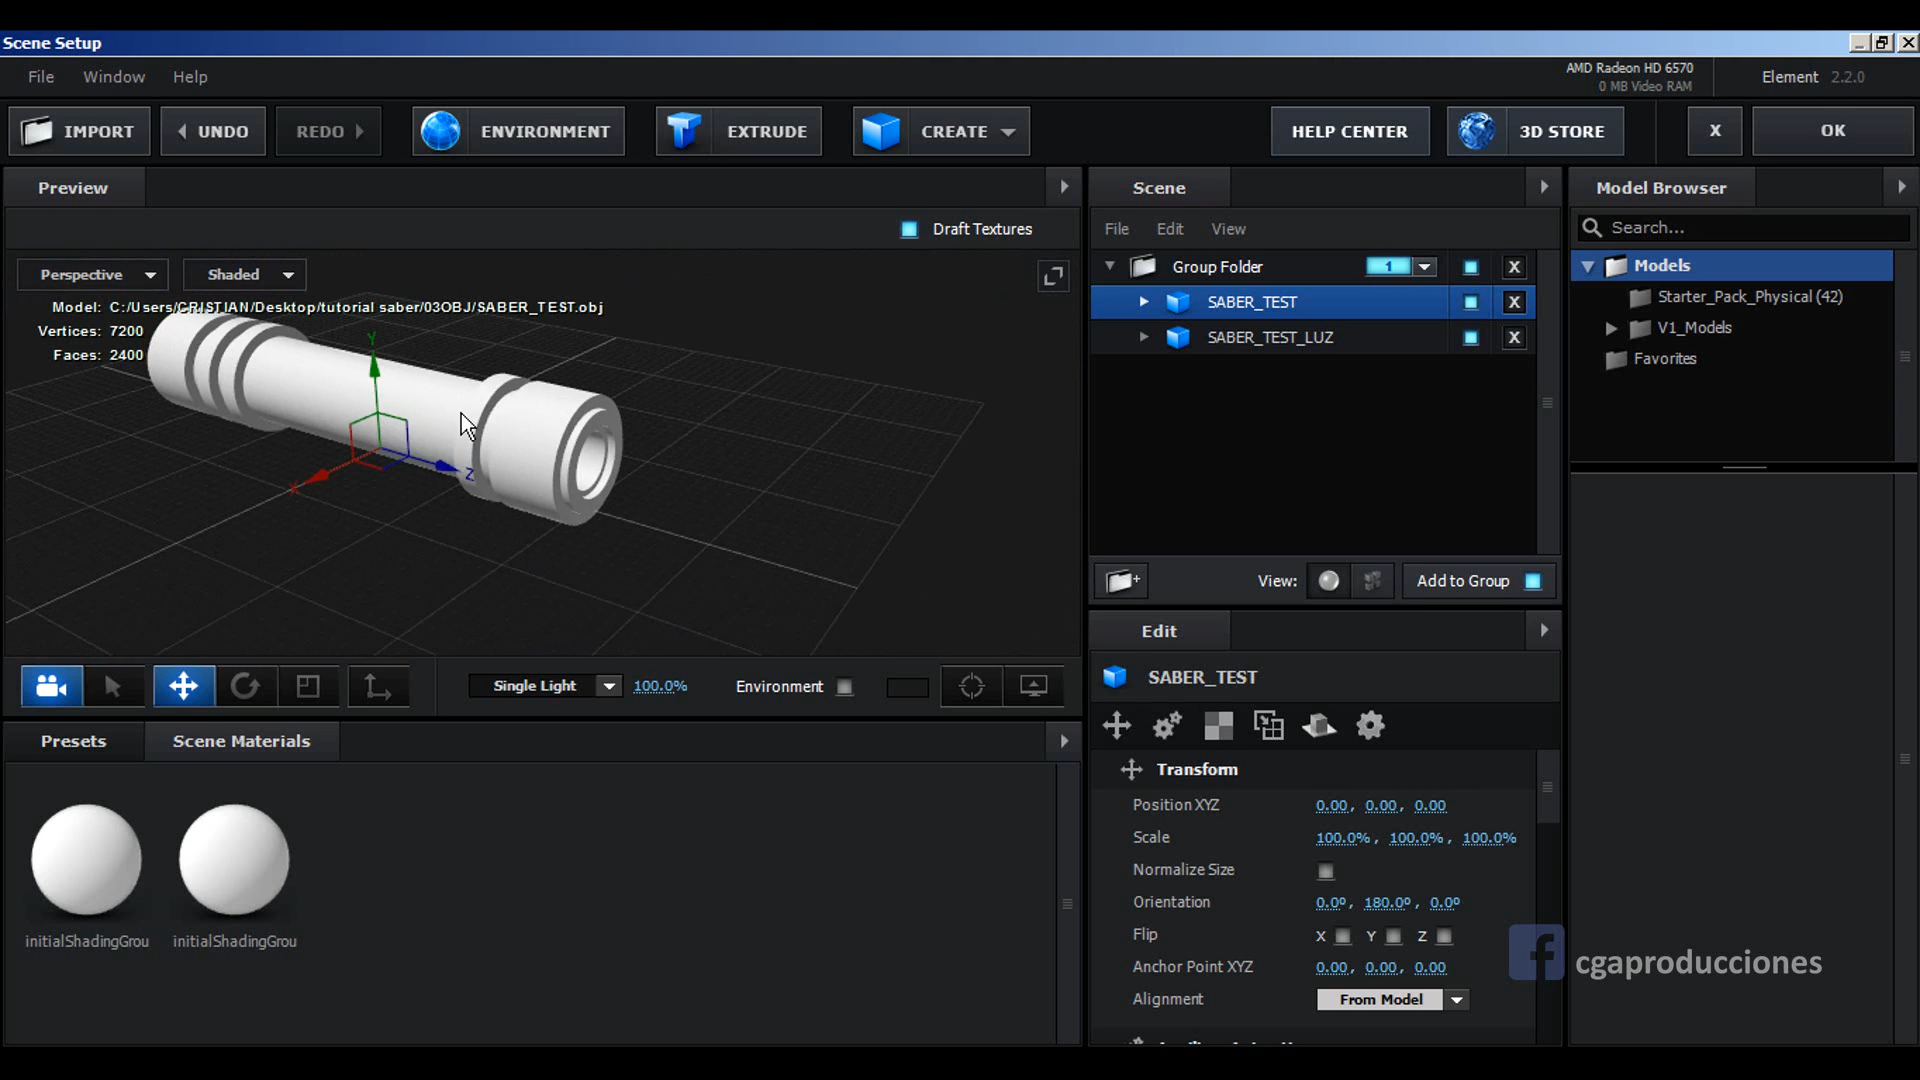 Scene Setup
File Window Help
AMD Radeon HD 6570
0 MB Video RAM
Element 2.2.0
IMPORT UNDO REDO ENVIRONMENT EXTRUDE CREATE HELP CENTER 3D STORE X OK
Preview
Draft Textures
Perspective Shaded
Model: C:/Users/CRISTIAN/Desktop/tutorial saber/03OBJ/SABER_TEST.obj
Vertices: 7200
Faces: 2400
Y
X
Z
Single Light 100.0% Environment
Presets Scene Materials
initialShadingGrou initialShadingGrou
Scene
File Edit View
Group Folder 1 X
SABER_TEST X
SABER_TEST_LUZ X
View: Add to Group
Edit
SABER_TEST
Transform
Position XYZ 0.00, 0.00, 0.00
Scale 100.0%, 100.0%, 100.0%
Normalize Size
Orientation 0.0º, 180.0º, 0.0º
Flip X Y Z
Anchor Point XYZ 0.00, 0.00, 0.00
Alignment From Model
Model Browser
Search...
Models
Starter_Pack_Physical (42)
V1_Models
Favorites
f cgaproducciones